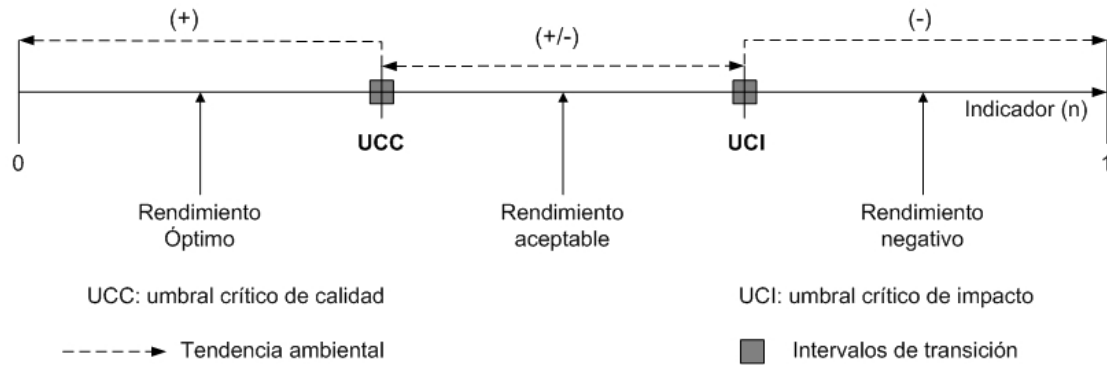 (+)
(+/-)
(-)
Indicador (n)
UCC
UCI
0
1
Rendimiento
Óptimo
Rendimiento
aceptable
Rendimiento
negativo
UCC: umbral crítico de calidad
UCI: umbral crítico de impacto
Tendencia ambiental
Intervalos de transición